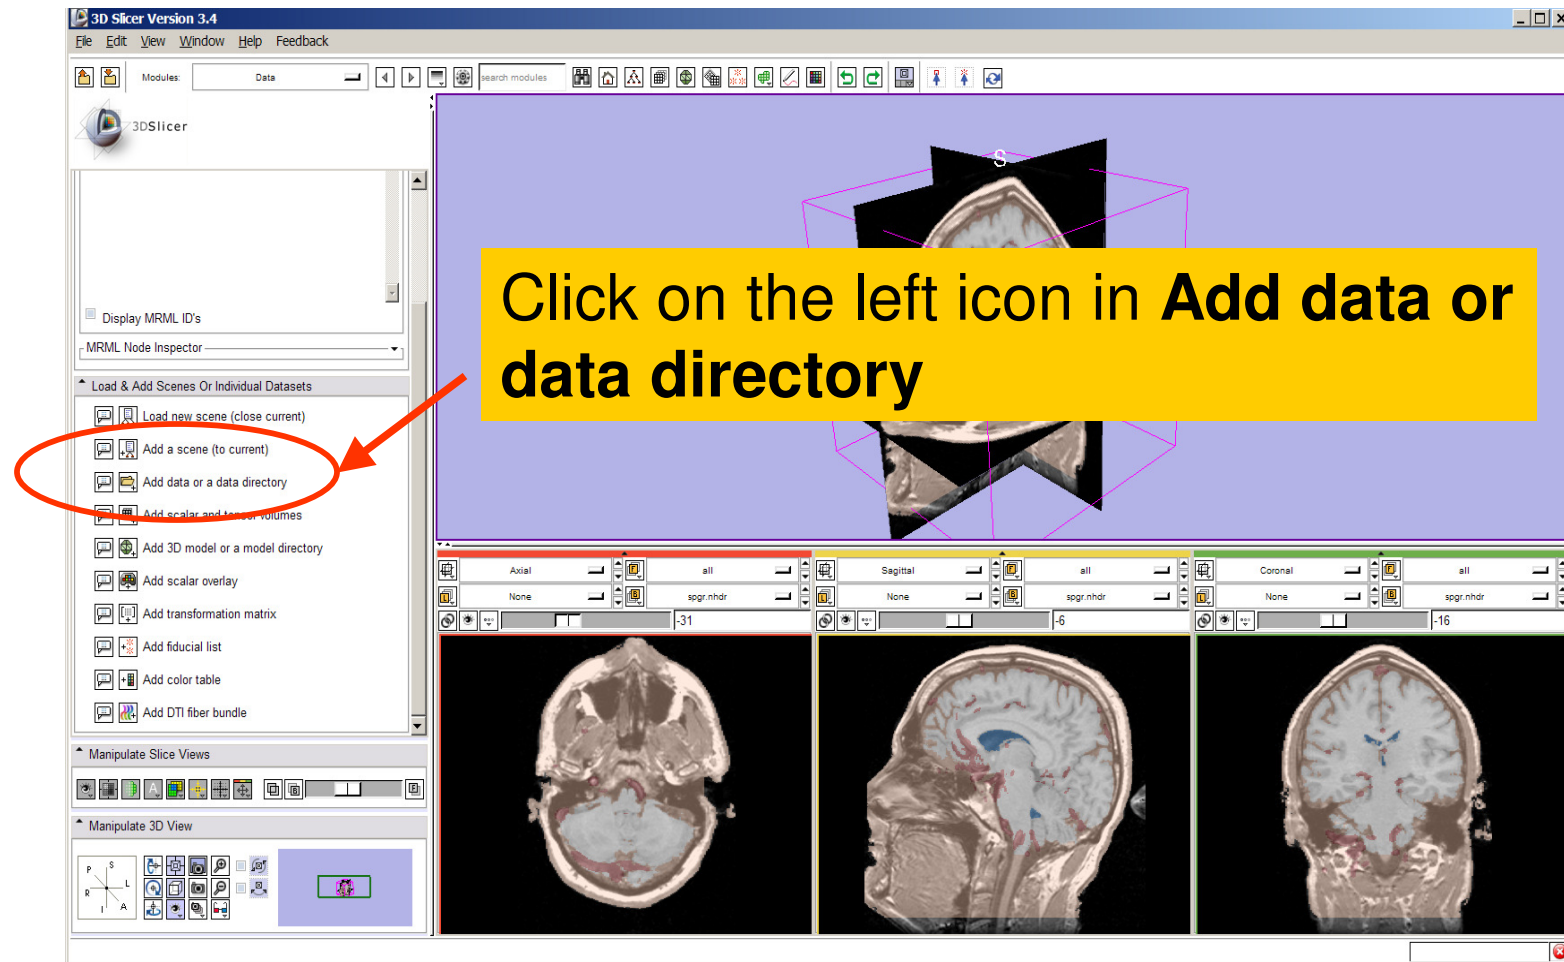 3D Slicer Version 3.4
File Edit View Window Help Feedback
Modules: Data search modules
3DSlicer
S
Click on the left icon in Add data or
data directory
Display MRML ID's
MRML Node Inspector
Load & Add Scenes Or Individual Datasets
Load new scene (close current)
Add a scene (to current)
Add data or a data directory
Add scalar and tensor volumes
Add 3D model or a model directory
Add scalar overlay
Add transformation matrix
Add fiducial list
Add color table
Add DTI fiber bundle
Manipulate Slice Views
Manipulate 3D View
P S
R L
I A
Axial all
None spgr.nhdr
-31
Sagittal all
None spgr.nhdr
-6
Coronal all
None spgr.nhdr
-16